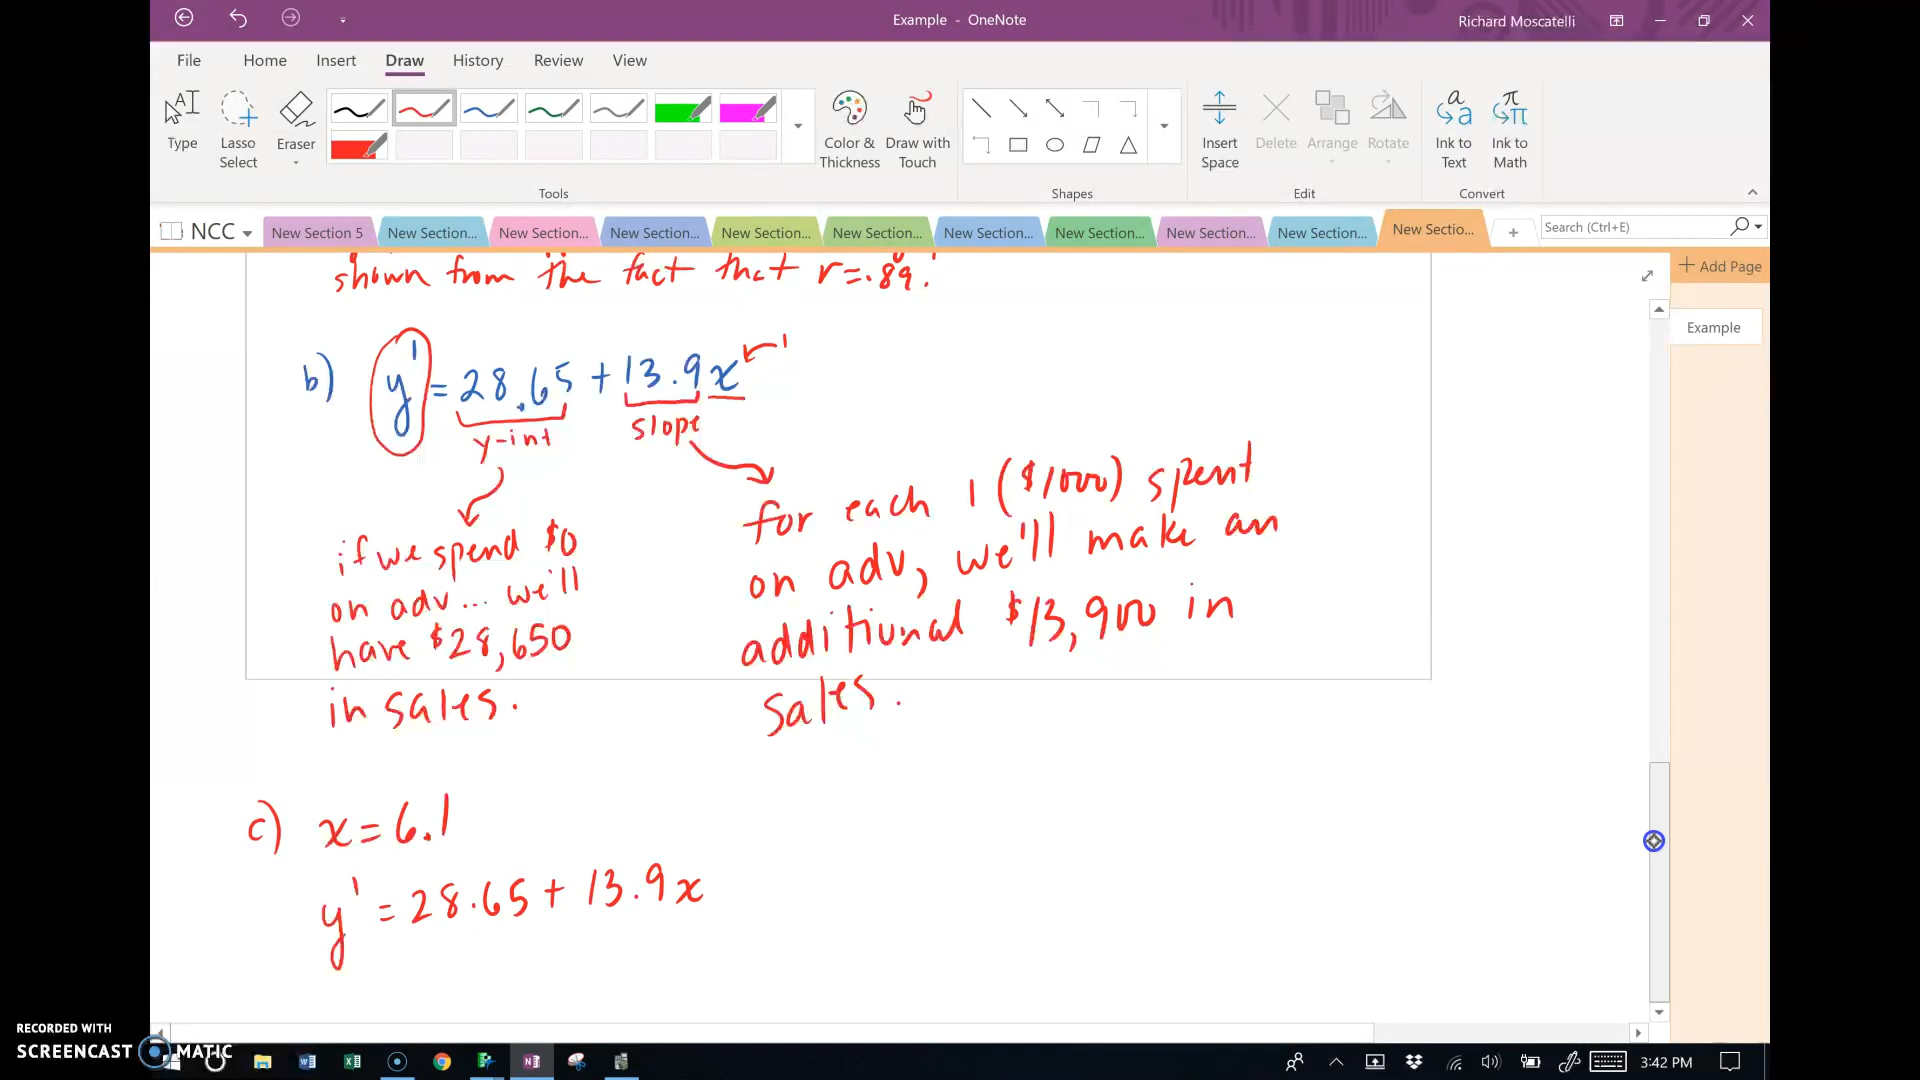 Example - OneNote
Richard Moscatelli
File Home Insert Draw History Review View
Type
Lasso Select
Eraser
Color & Thickness
Draw with Touch
Insert Space
Delete
Arrange
Rotate
Ink to Text
Ink to Math
Tools
Shapes
Edit
Convert
NCC
New Section 5
New Section...
New Section...
New Section...
New Section...
New Section...
New Section...
New Section...
New Section...
New Section...
New Sectio...
Search (Ctrl+E)
Add Page
Example
shown from the fact that r=.89!
b) y' = 28.65 + 13.9x
1
y-int
slope
if we spend $0
on adv... we'll
have $28,650
in sales.
for each 1 ($1000) spent
on adv, we'll make an
additional $13,900 in
sales.
c) x = 6.1
y' = 28.65 + 13.9x
RECORDED WITH
SCREENCAST MATIC
3:42 PM